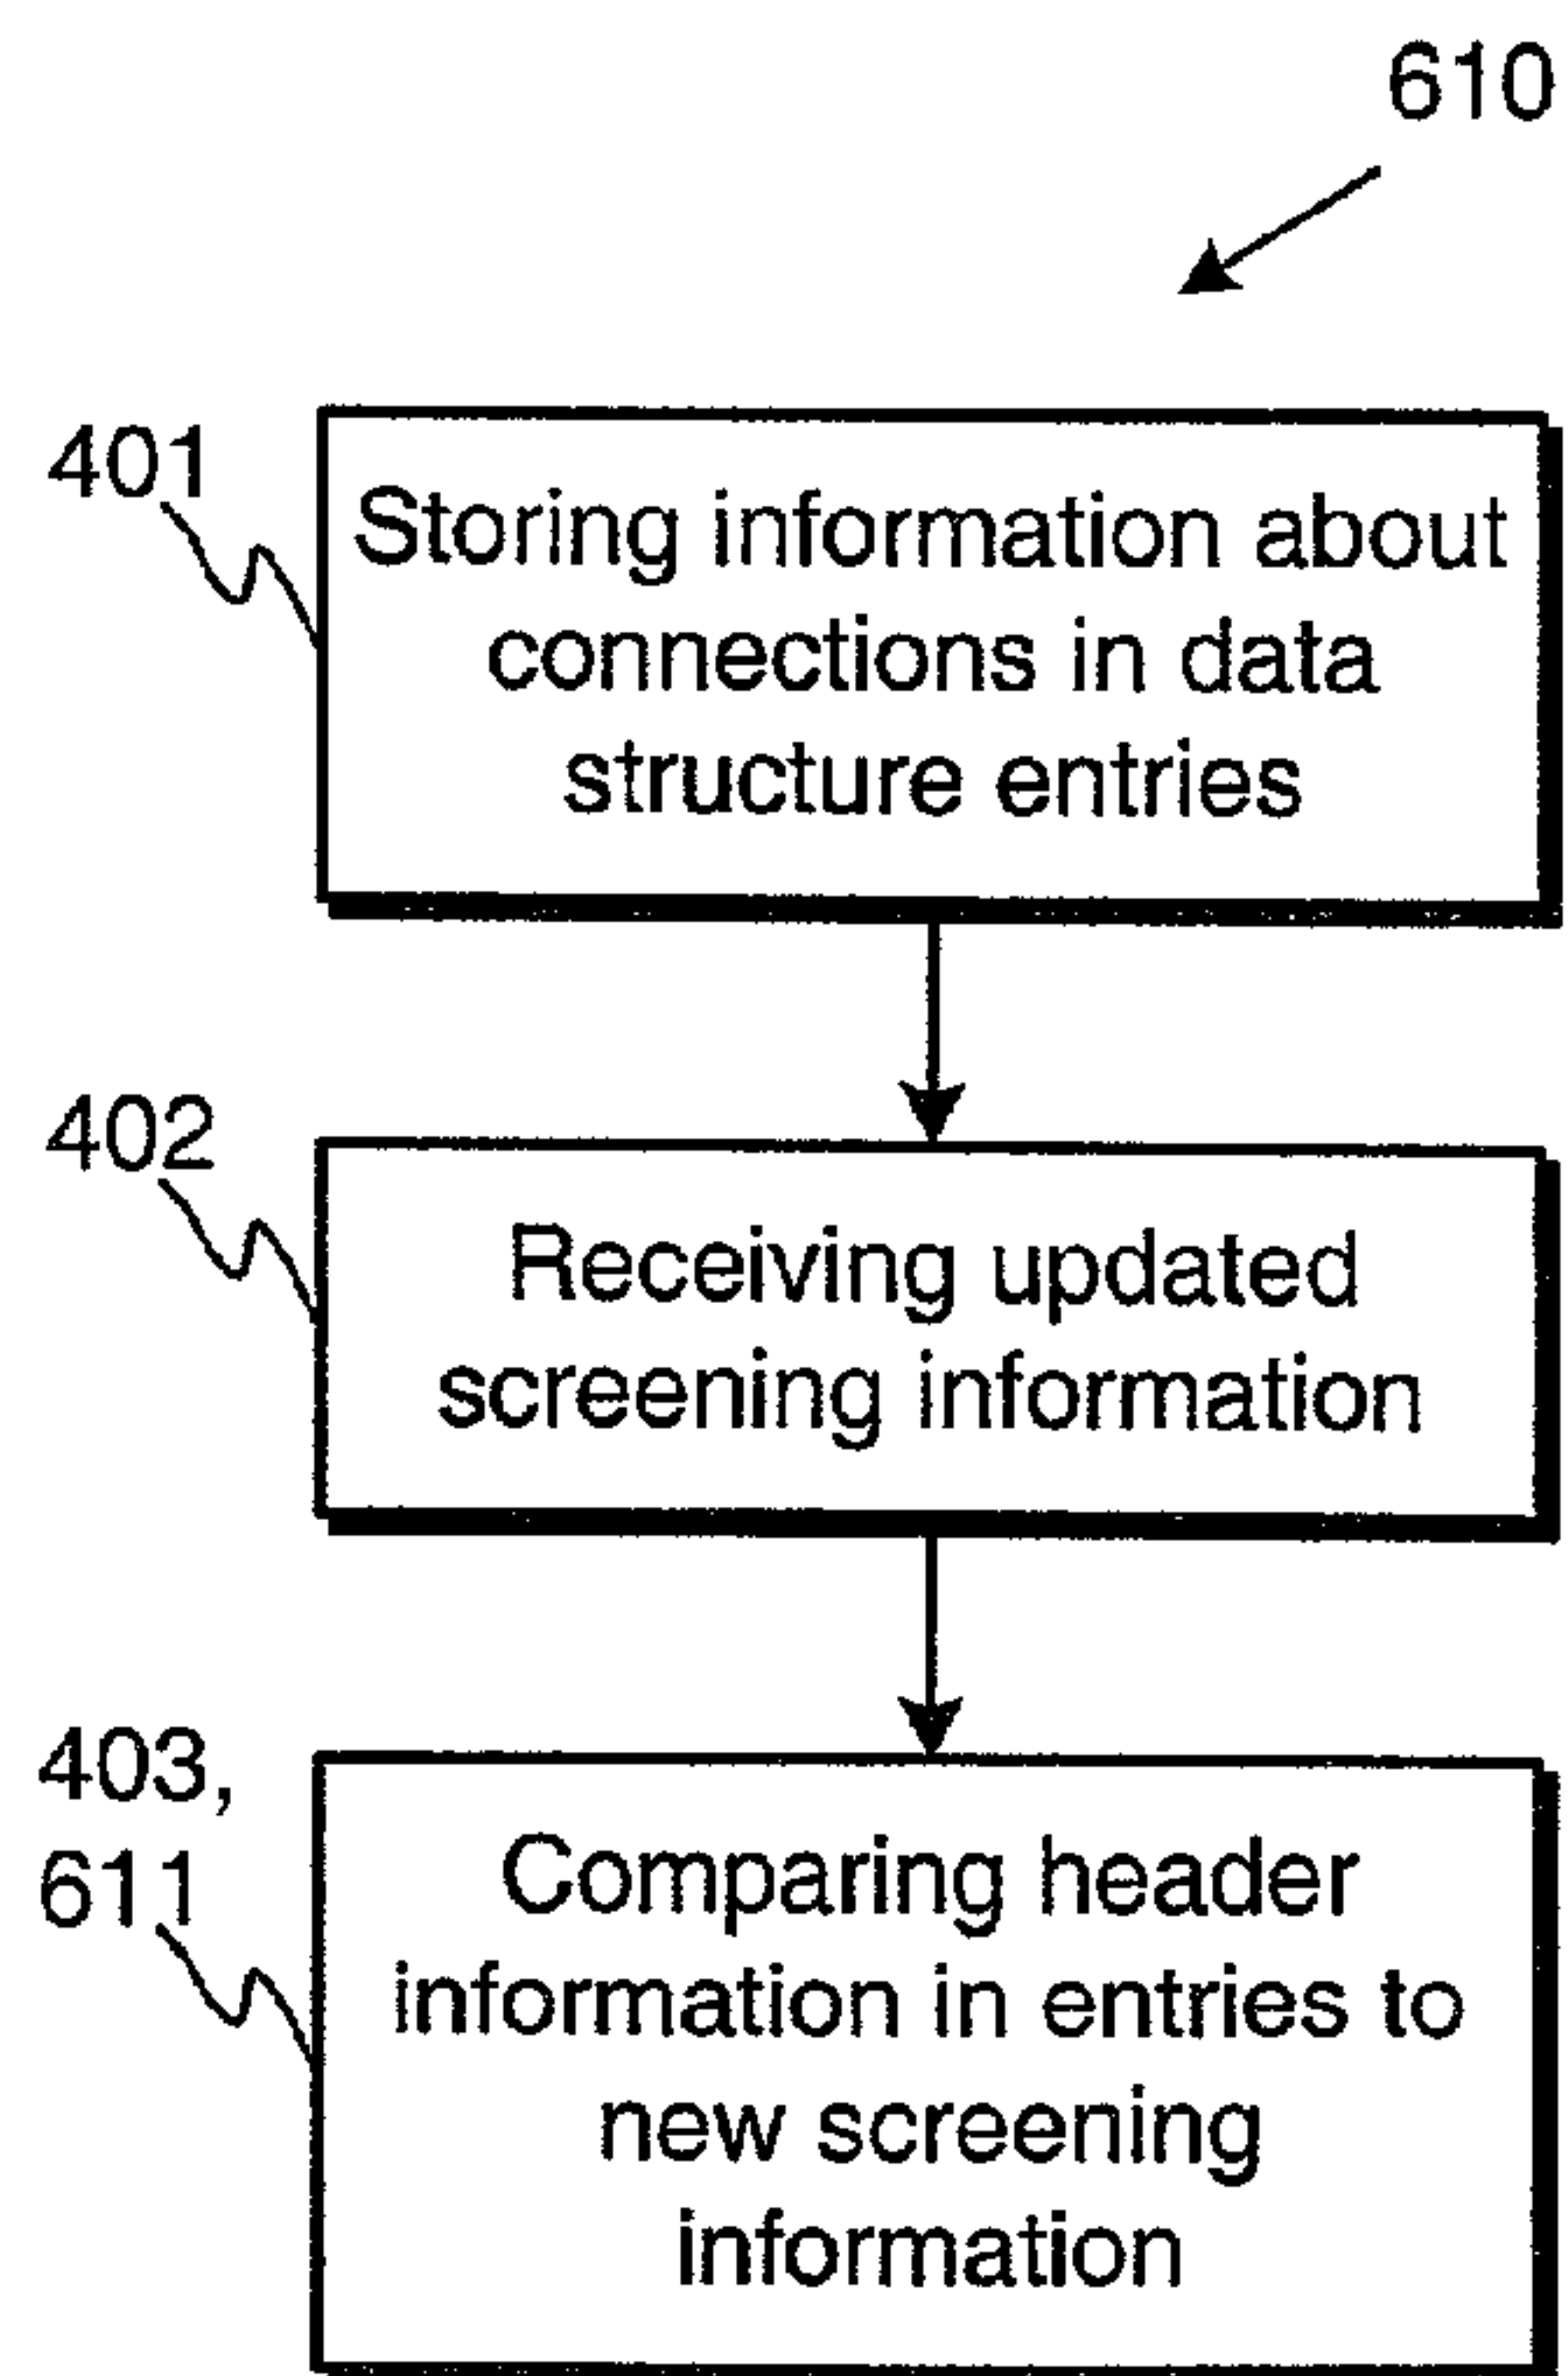 610
401
Storing information about
connections in data
structure entries
402
Receiving updated
screening information
403,
611
Comparing header
information in entries to
new screening
information